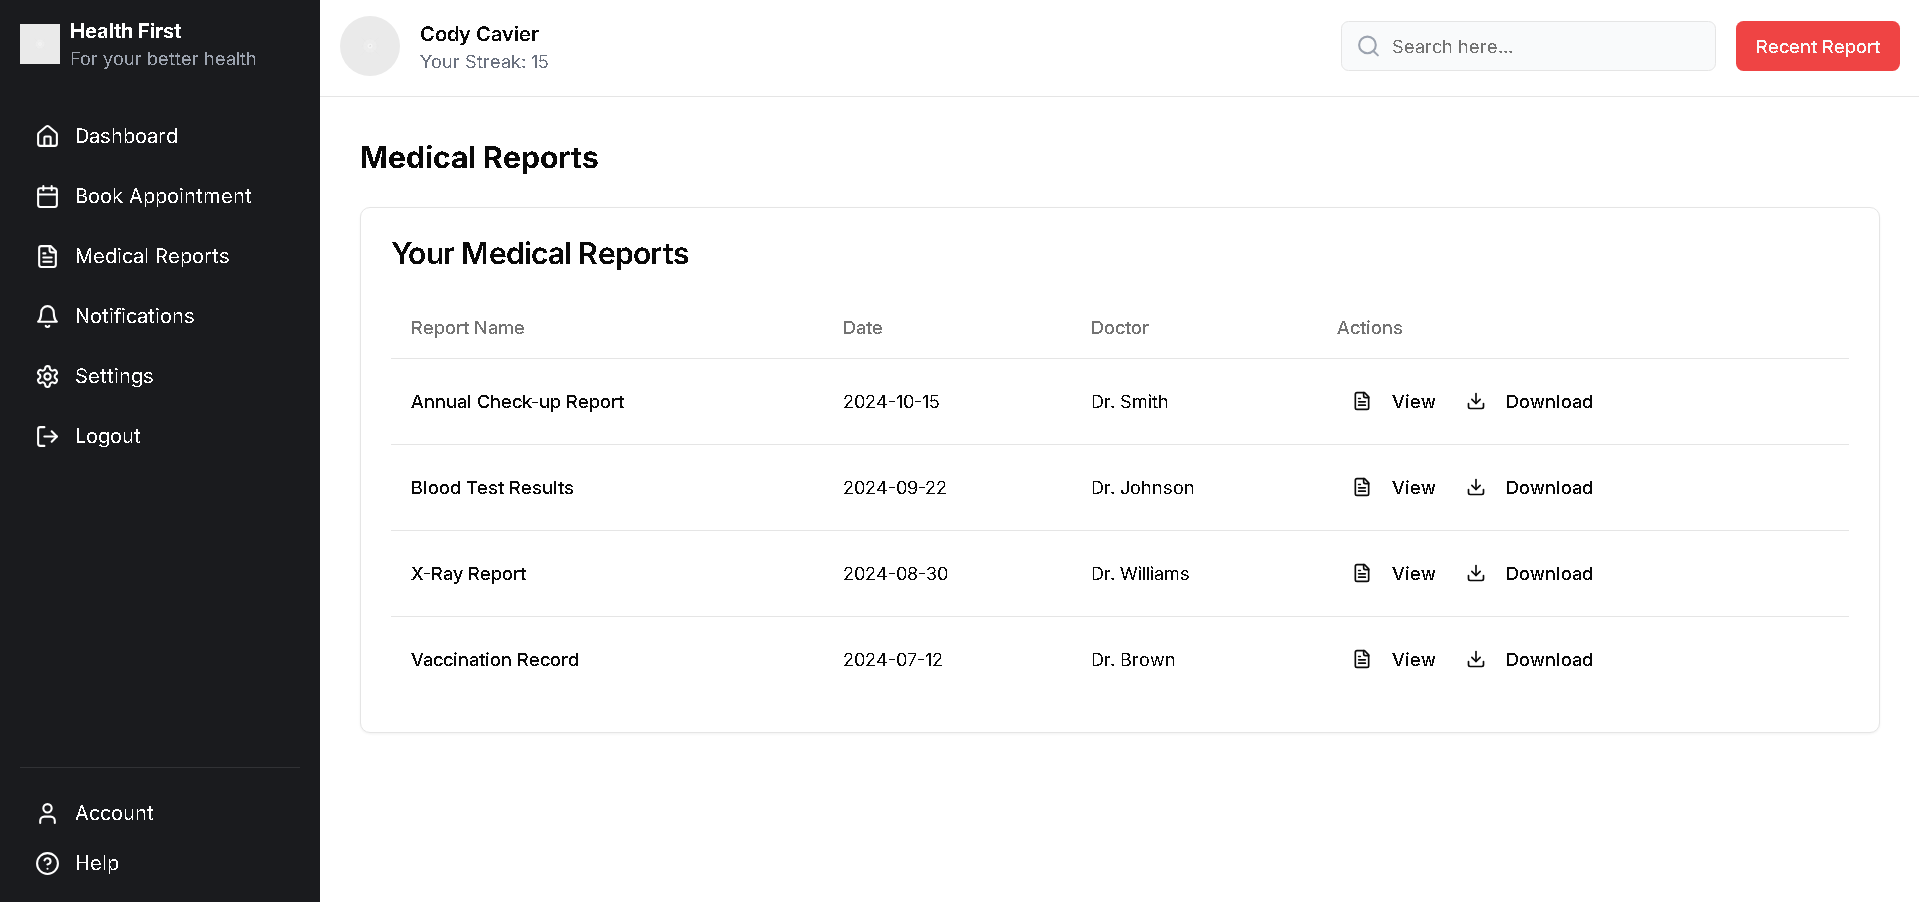 Health First
For your better health
Dashboard
Book Appointment
Medical Reports
Notifications
Settings
Logout
Account
Help
Cody Cavier
Your Streak: 15
Search here...
Recent Report
Medical Reports
Your Medical Reports
Report Name Date Doctor Actions
Annual Check-up Report 2024-10-15 Dr. Smith View Download
Blood Test Results 2024-09-22 Dr. Johnson View Download
X-Ray Report 2024-08-30 Dr. Williams View Download
Vaccination Record 2024-07-12 Dr. Brown View Download